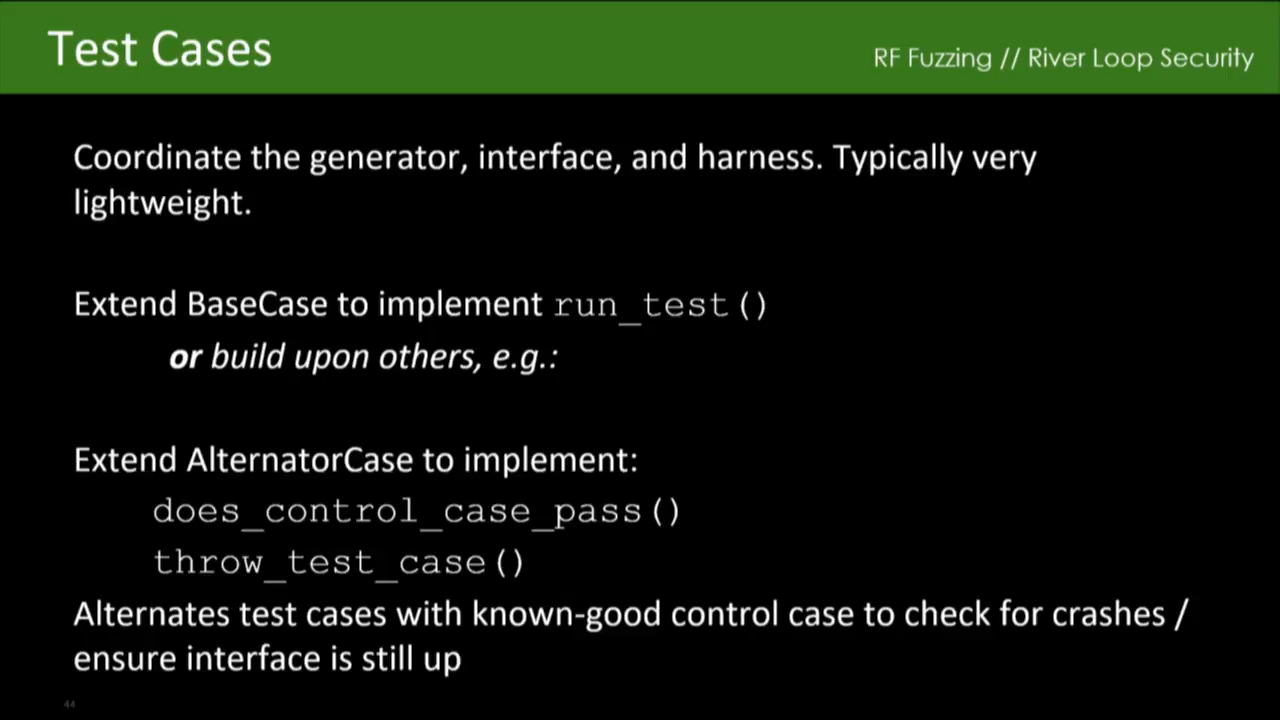 Test Cases
RF Fuzzing // River Loop Security
Coordinate the generator, interface, and harness. Typically very
lightweight.
Extend BaseCase to implement run_test()
or build upon others, e.g.:
Extend AlternatorCase to implement:
does_control_case_pass()
throw_test_case()
Alternates test cases with known-good control case to check for crashes /
ensure interface is still up
44